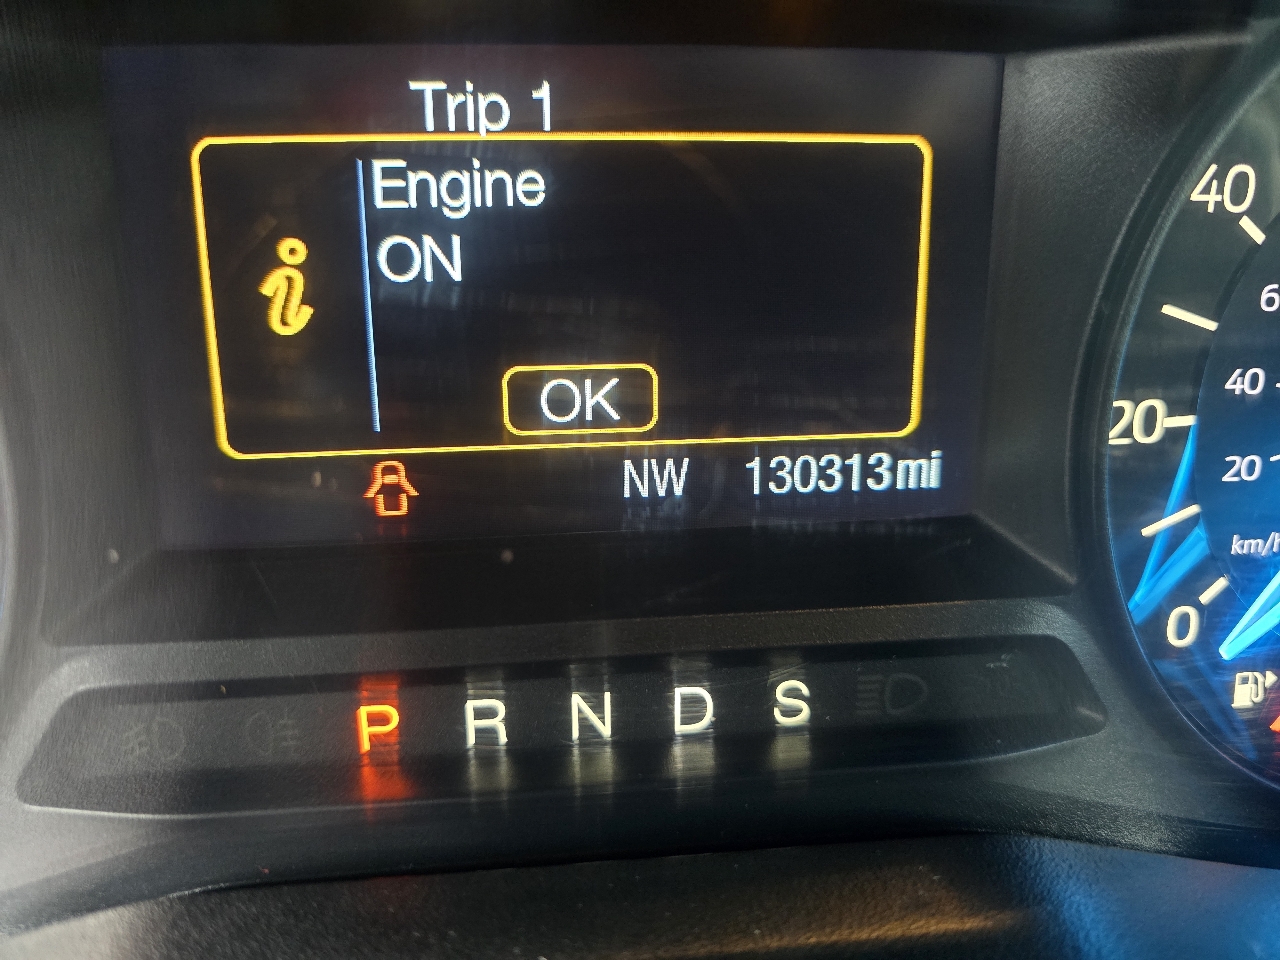 Trip 1
Engine
ON
OK
NW 130313mi
P R N D S
40
20
0
60
40
20
km/h